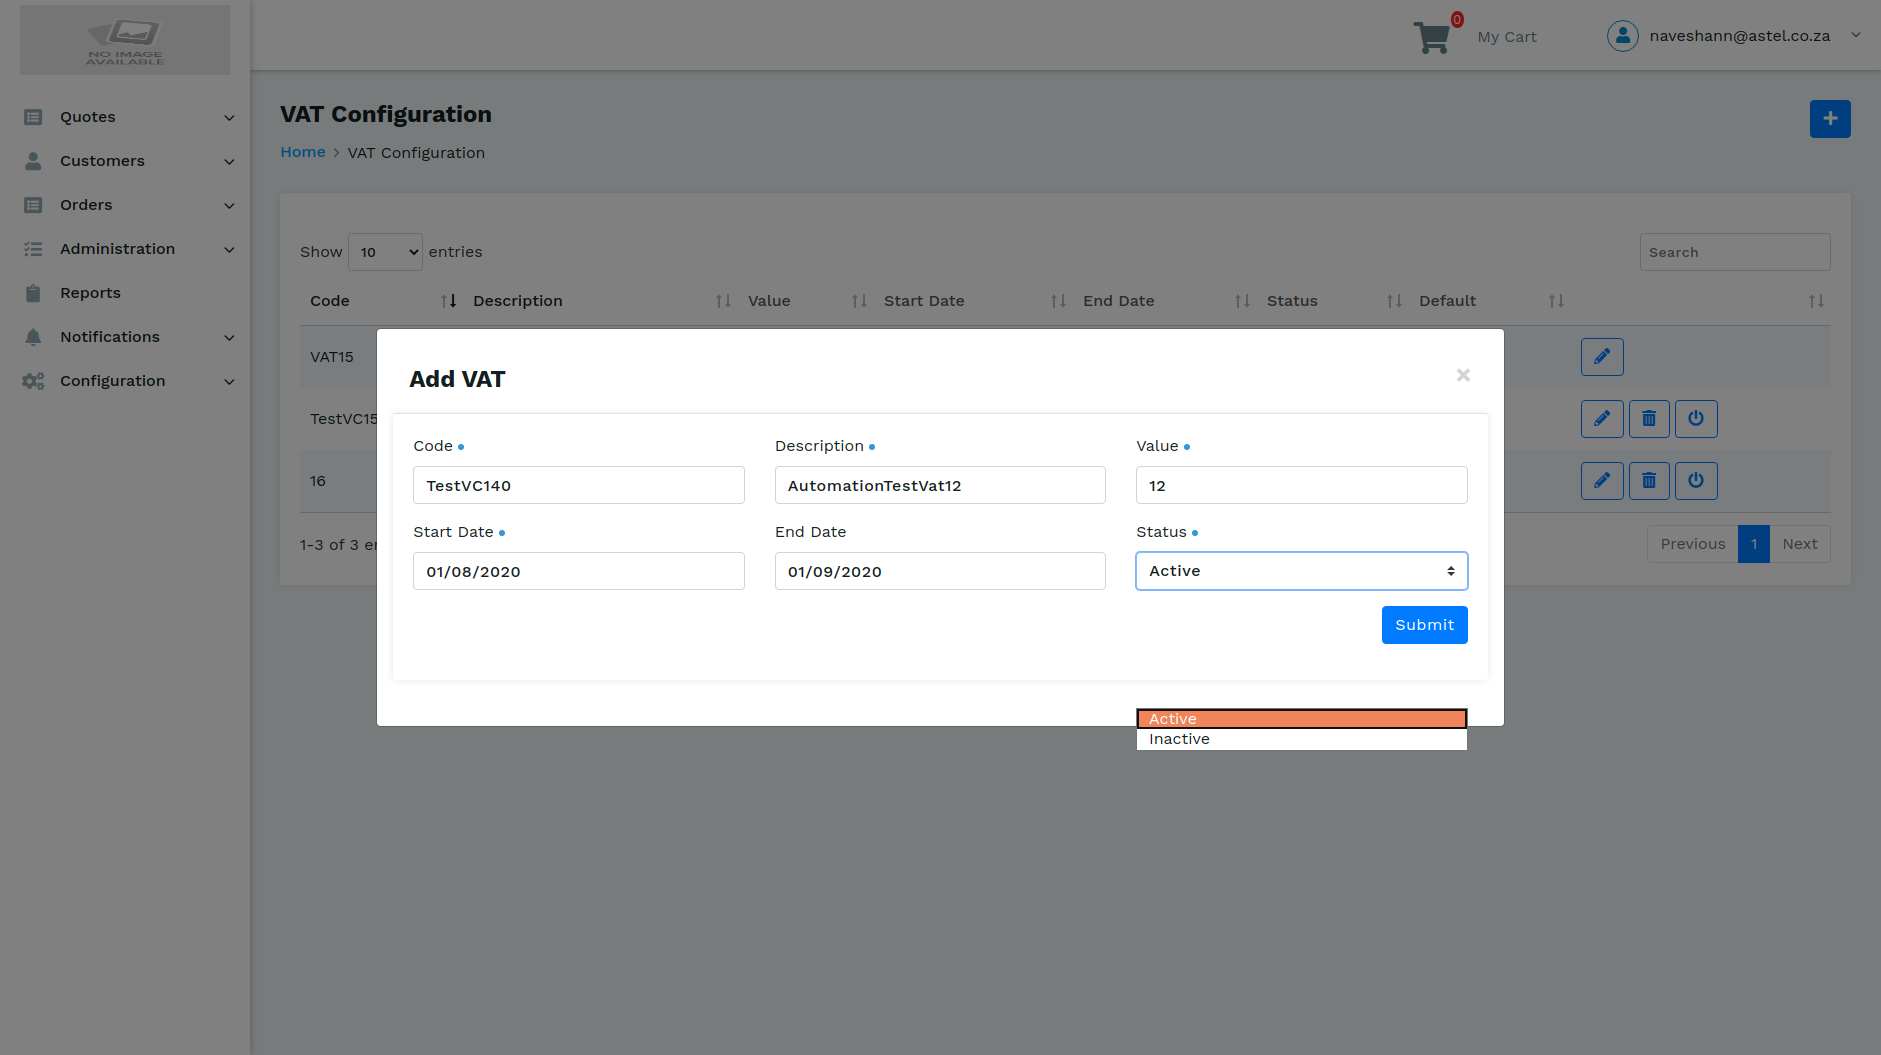 NO IMAGE
AVAILABLE
0
My Cart
naveshann@astel.co.za
Quotes
Customers
Orders
Administration
Reports
Notifications
Configuration
VAT Configuration
Home > VAT Configuration
Show 10 entries
Search
Code Description Value Start Date End Date Status Default
VAT15
TestVC15
16
1-3 of 3 er
Previous 1 Next
Add VAT
×
Code Description Value
TestVC140 AutomationTestVat12 12
Start Date End Date Status
01/08/2020 01/09/2020 Active
Submit
Active
Inactive